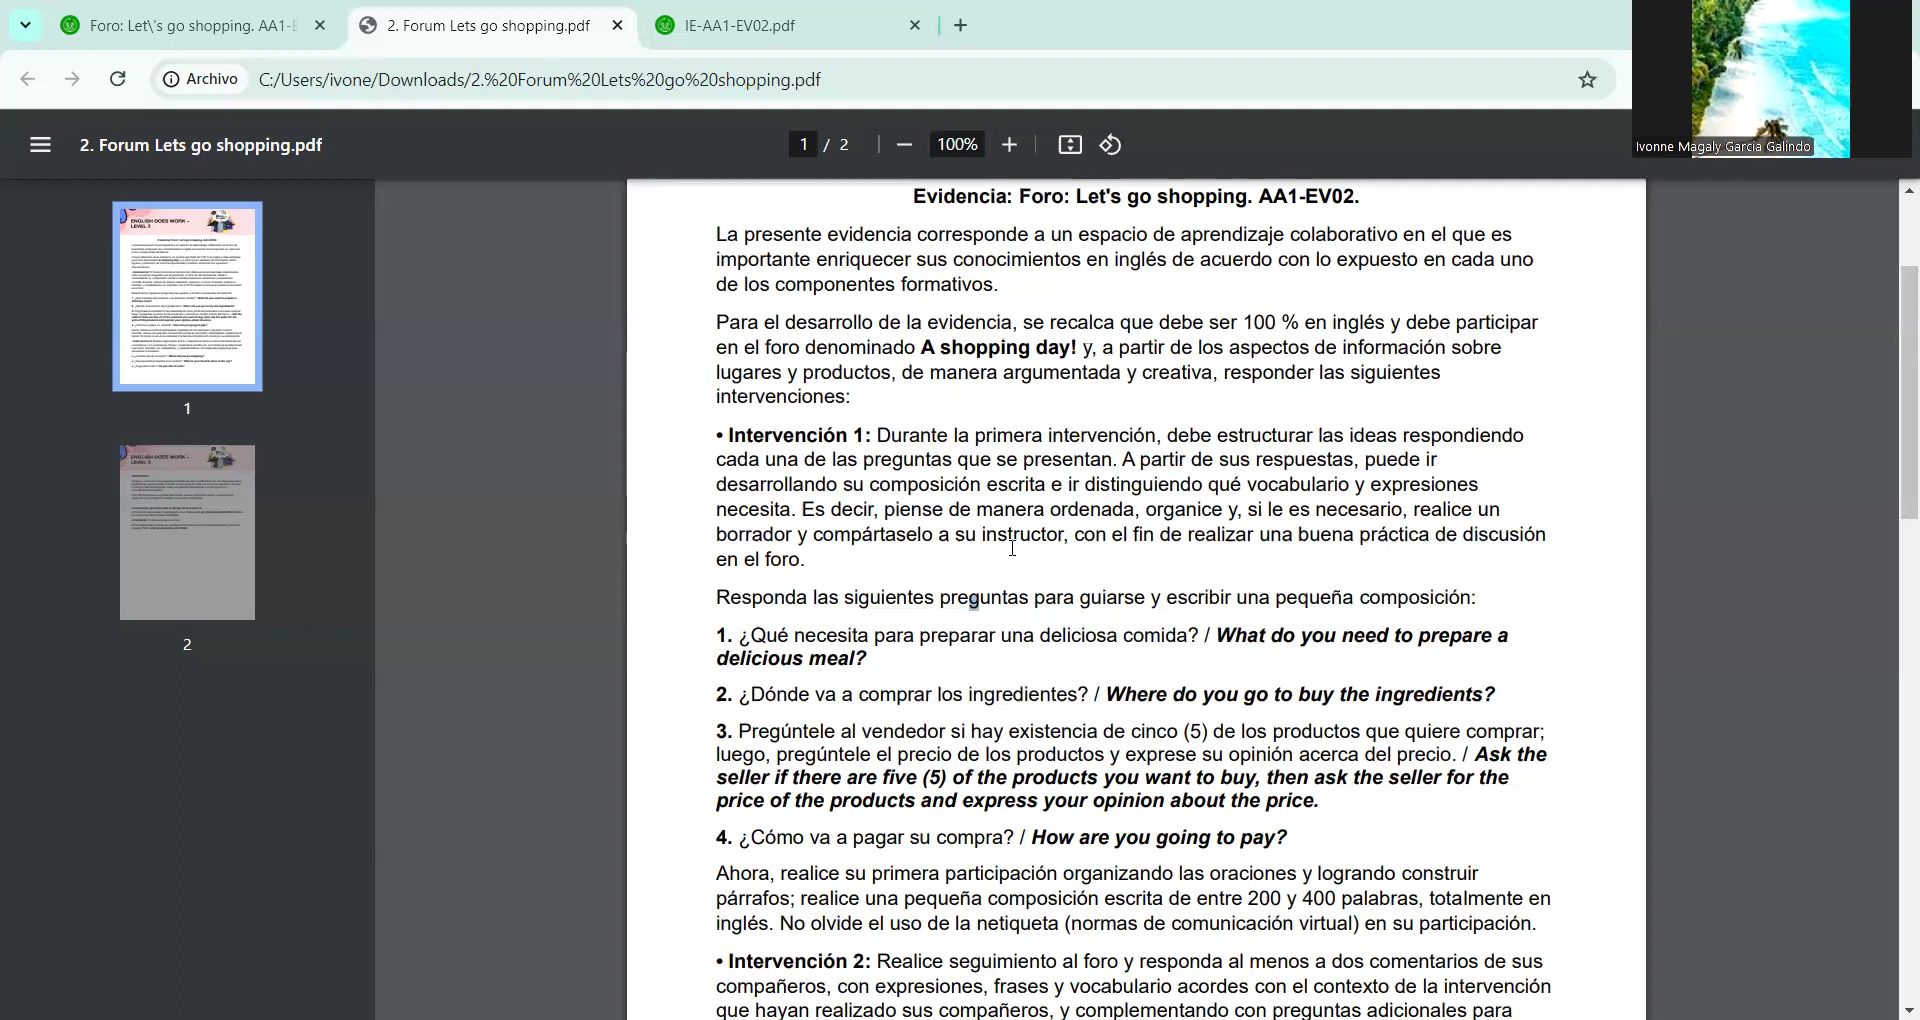 Foro: Let\'s go shopping. AA1-E
2. Forum Lets go shopping.pdf
IE-AA1-EV02.pdf
Archivo
C:/Users/ivone/Downloads/2.%20Forum%20Lets%20go%20shopping.pdf
Ivonne Magaly Garcia Galindo
2. Forum Lets go shopping.pdf
1 / 2
100%
ENGLISH DOES WORK -
LEVEL 3
1
ENGLISH DOES WORK -
LEVEL 3
2
Evidencia: Foro: Let's go shopping. AA1-EV02.
La presente evidencia corresponde a un espacio de aprendizaje colaborativo en el que es
importante enriquecer sus conocimientos en inglés de acuerdo con lo expuesto en cada uno
de los componentes formativos.
Para el desarrollo de la evidencia, se recalca que debe ser 100 % en inglés y debe participar
en el foro denominado A shopping day! y, a partir de los aspectos de información sobre
lugares y productos, de manera argumentada y creativa, responder las siguientes
intervenciones:
• Intervención 1: Durante la primera intervención, debe estructurar las ideas respondiendo
cada una de las preguntas que se presentan. A partir de sus respuestas, puede ir
desarrollando su composición escrita e ir distinguiendo qué vocabulario y expresiones
necesita. Es decir, piense de manera ordenada, organice y, si le es necesario, realice un
borrador y compártaselo a su instructor, con el fin de realizar una buena práctica de discusión
en el foro.
Responda las siguientes preguntas para guiarse y escribir una pequeña composición:
1. ¿Qué necesita para preparar una deliciosa comida? / What do you need to prepare a
delicious meal?
2. ¿Dónde va a comprar los ingredientes? / Where do you go to buy the ingredients?
3. Pregúntele al vendedor si hay existencia de cinco (5) de los productos que quiere comprar;
luego, pregúntele el precio de los productos y exprese su opinión acerca del precio. / Ask the
seller if there are five (5) of the products you want to buy, then ask the seller for the
price of the products and express your opinion about the price.
4. ¿Cómo va a pagar su compra? / How are you going to pay?
Ahora, realice su primera participación organizando las oraciones y logrando construir
párrafos; realice una pequeña composición escrita de entre 200 y 400 palabras, totalmente en
inglés. No olvide el uso de la netiqueta (normas de comunicación virtual) en su participación.
• Intervención 2: Realice seguimiento al foro y responda al menos a dos comentarios de sus
compañeros, con expresiones, frases y vocabulario acordes con el contexto de la intervención
que hayan realizado sus compañeros, y complementando con preguntas adicionales para